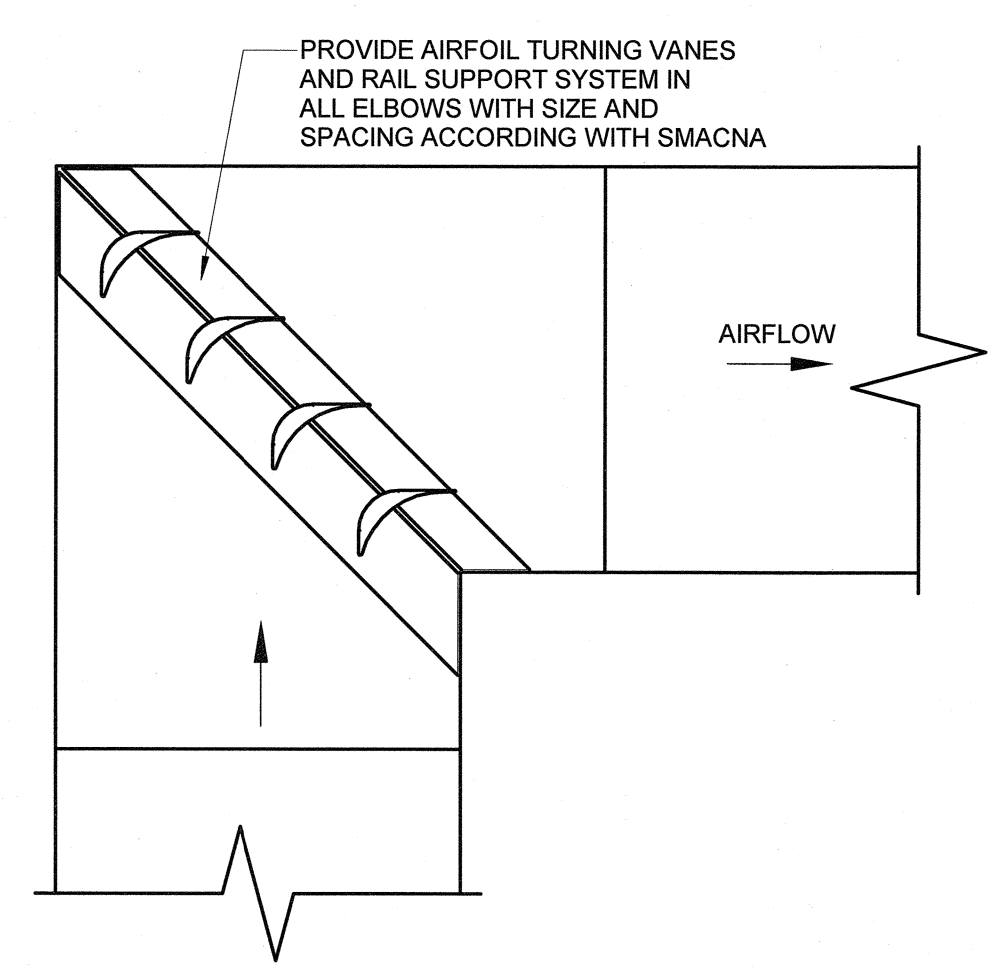 PROVIDE AIRFOIL TURNING VANES
AND RAIL SUPPORT SYSTEM IN
ALL ELBOWS WITH SIZE AND
SPACING ACCORDING WITH SMACNA
AIRFLOW